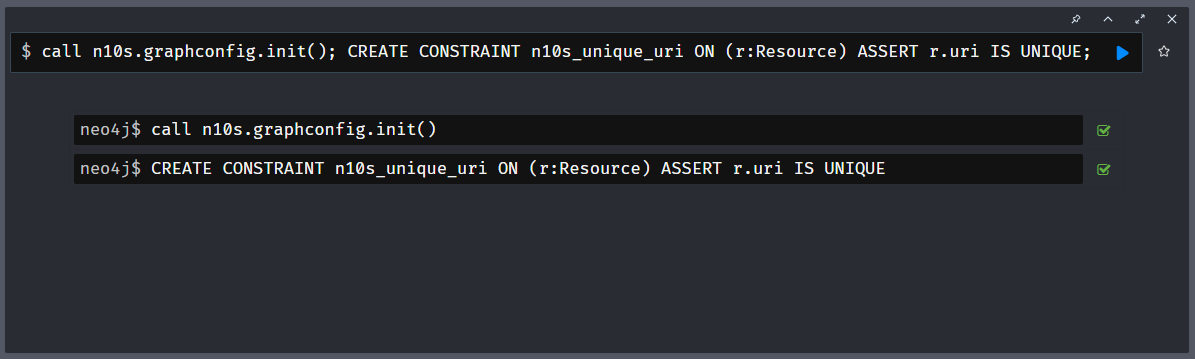 $ call n10s.graphconfig.init(); CREATE CONSTRAINT n10s_unique_uri ON (r:Resource) ASSERT r.uri IS UNIQUE;
neo4j$ call n10s.graphconfig.init()
neo4j$ CREATE CONSTRAINT n10s_unique_uri ON (r:Resource) ASSERT r.uri IS UNIQUE